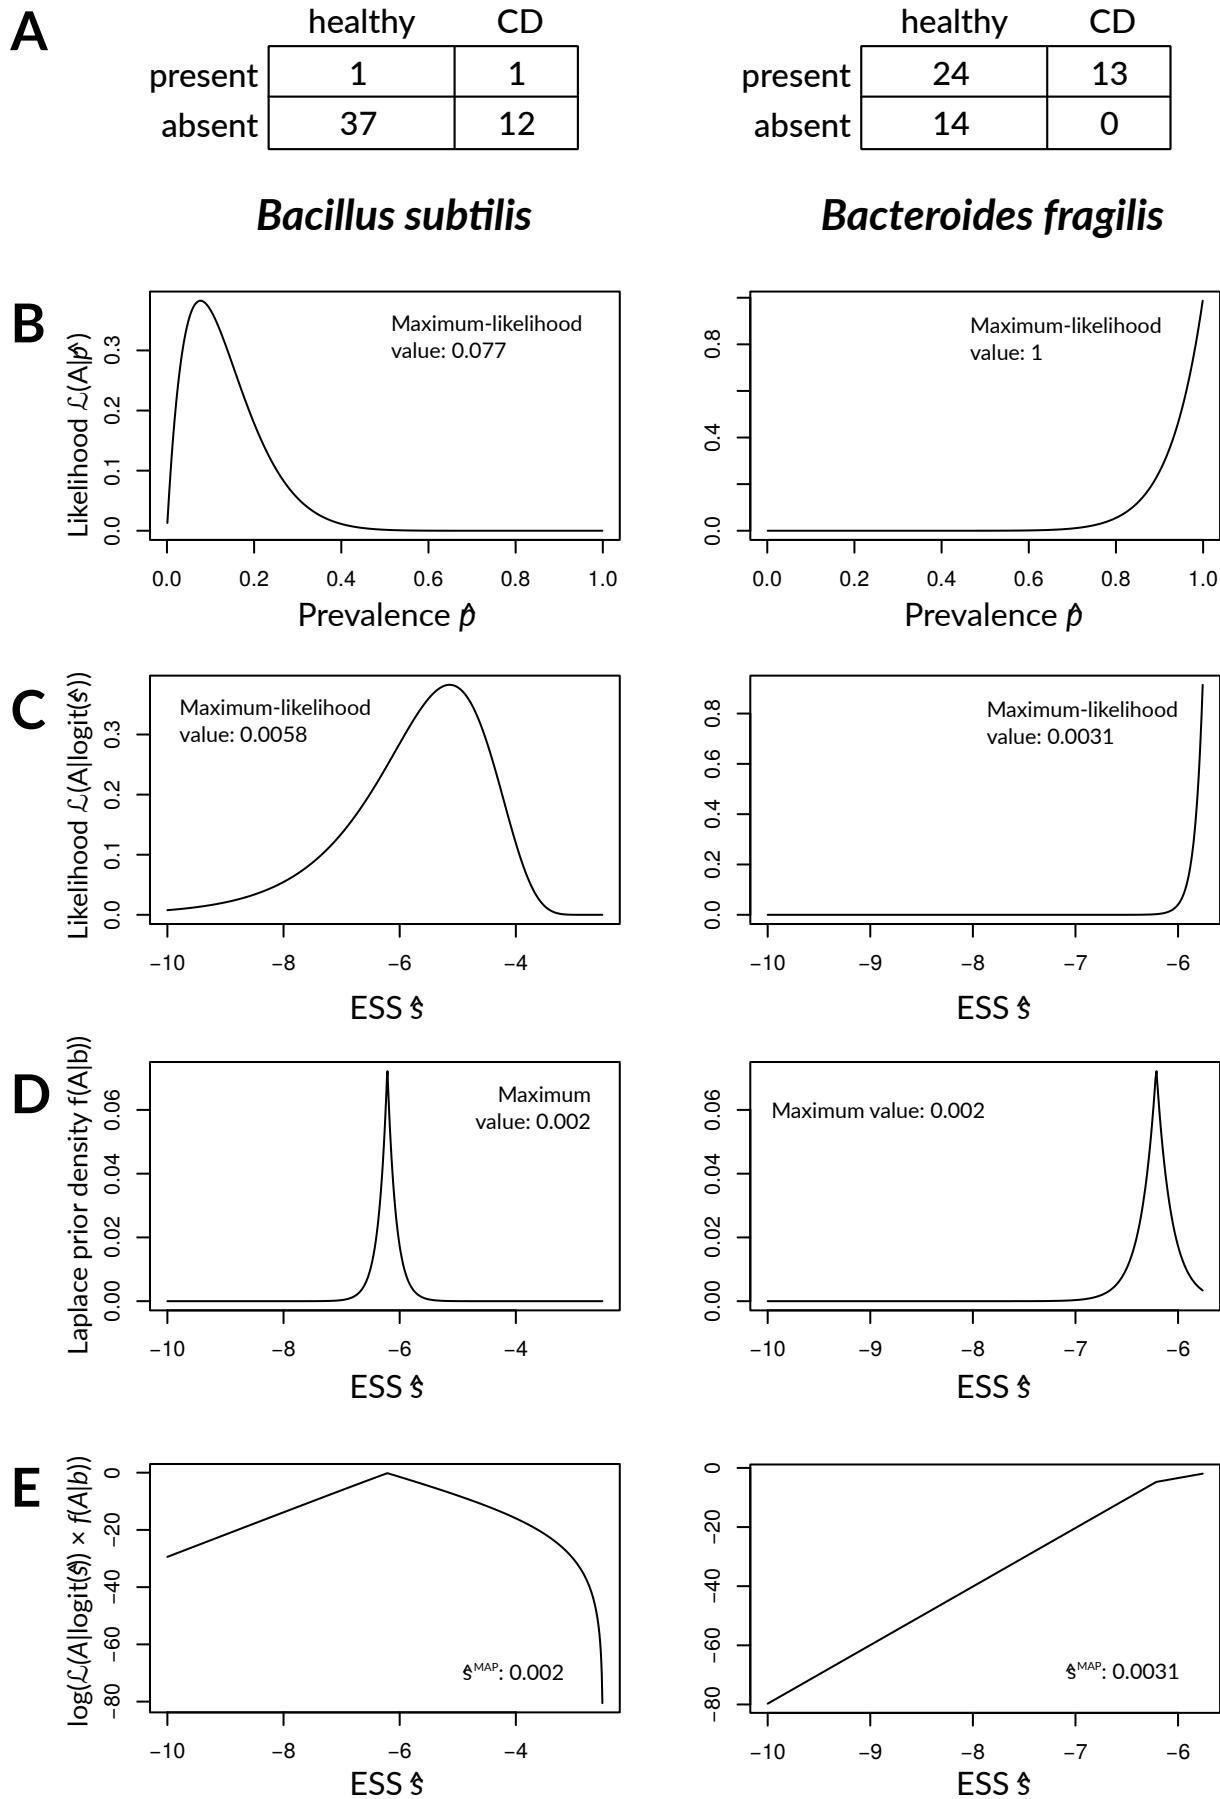 A
healthy CD
present 1 1
absent 37 12
healthy CD
present 24 13
absent 14 0
Bacillus subtilis
Bacteroides fragilis
B
Likelihood ℒ(A|p̂)
0.0 0.1 0.2 0.3
Maximum-likelihood
value: 0.077
0.0 0.2 0.4 0.6 0.8 1.0
Prevalence p̂
0.0 0.4 0.8
Maximum-likelihood
value: 1
0.0 0.2 0.4 0.6 0.8 1.0
Prevalence p̂
C
Likelihood ℒ(A|logit(ŝ))
0.0 0.1 0.2 0.3
Maximum-likelihood
value: 0.0058
−10 −8 −6 −4
ESS ŝ
0.0 0.2 0.4 0.6 0.8
Maximum-likelihood
value: 0.0031
−10 −9 −8 −7 −6
ESS ŝ
D
Laplace prior density f(A|b))
0.00 0.02 0.04 0.06
Maximum
value: 0.002
−10 −8 −6 −4
ESS ŝ
0.00 0.02 0.04 0.06
Maximum value: 0.002
−10 −9 −8 −7 −6
ESS ŝ
E
log(ℒ(A|logit(ŝ)) × f(A|b))
−80 −60 −40 −20 0
ŝMAP: 0.002
−10 −8 −6 −4
ESS ŝ
−80 −60 −40 −20 0
ŝMAP: 0.0031
−10 −9 −8 −7 −6
ESS ŝ